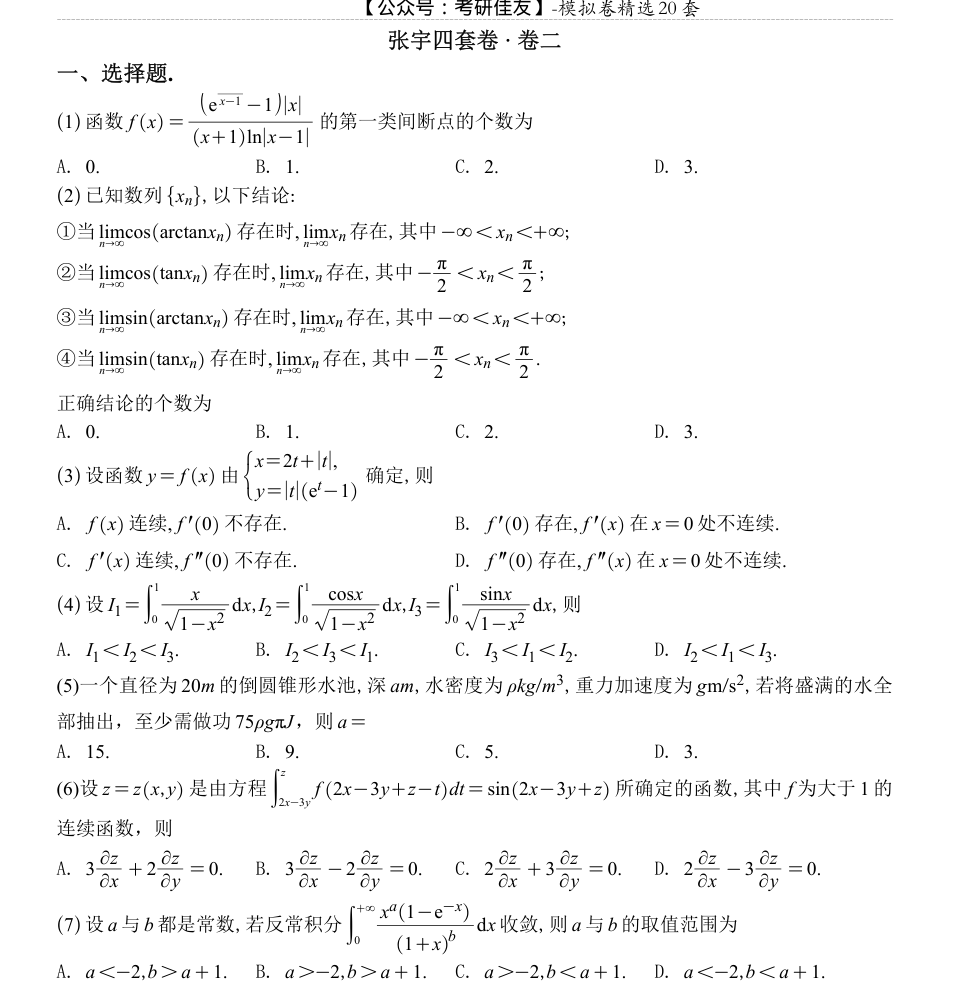 【公众号：考研佳友】-模拟卷精选20套
张宇四套卷·卷二
一、选择题.
(1) 函数 f(x) = (e^{1/(x-1)} - 1)|x| / ((x+1)ln|x-1|) 的第一类间断点的个数为
A. 0. B. 1. C. 2. D. 3.
(2) 已知数列 {xₙ}, 以下结论:
①当 lim_{n→∞} cos(arctanxₙ) 存在时, lim_{n→∞} xₙ 存在, 其中 -∞ < xₙ < +∞;
②当 lim_{n→∞} cos(tanxₙ) 存在时, lim_{n→∞} xₙ 存在, 其中 -π/2 < xₙ < π/2;
③当 lim_{n→∞} sin(arctanxₙ) 存在时, lim_{n→∞} xₙ 存在, 其中 -∞ < xₙ < +∞;
④当 lim_{n→∞} sin(tanxₙ) 存在时, lim_{n→∞} xₙ 存在, 其中 -π/2 < xₙ < π/2.
正确结论的个数为
A. 0. B. 1. C. 2. D. 3.
(3) 设函数 y = f(x) 由 {x = 2t + |t|, y = |t|(e^t - 1) 确定, 则
A. f(x) 连续, f′(0) 不存在. B. f′(0) 存在, f′(x) 在 x = 0 处不连续.
C. f′(x) 连续, f″(0) 不存在. D. f″(0) 存在, f″(x) 在 x = 0 处不连续.
(4) 设 I₁ = ∫₀¹ x/√(1-x²) dx, I₂ = ∫₀¹ cosx/√(1-x²) dx, I₃ = ∫₀¹ sinx/√(1-x²) dx, 则
A. I₁ < I₂ < I₃. B. I₂ < I₃ < I₁. C. I₃ < I₁ < I₂. D. I₂ < I₁ < I₃.
(5)一个直径为 20m 的倒圆锥形水池, 深 am, 水密度为 ρkg/m³, 重力加速度为 gm/s², 若将盛满的水全
部抽出，至少需做功 75ρgπJ，则 a =
A. 15. B. 9. C. 5. D. 3.
(6)设 z = z(x,y) 是由方程 ∫_{2x-3y}^{z} f(2x-3y+z-t)dt = sin(2x-3y+z) 所确定的函数, 其中 f 为大于 1 的
连续函数，则
A. 3∂z/∂x + 2∂z/∂y = 0. B. 3∂z/∂x - 2∂z/∂y = 0. C. 2∂z/∂x + 3∂z/∂y = 0. D. 2∂z/∂x - 3∂z/∂y = 0.
(7) 设 a 与 b 都是常数, 若反常积分 ∫₀^{+∞} x^a(1-e^{-x})/(1+x)^b dx 收敛, 则 a 与 b 的取值范围为
A. a < -2, b > a + 1. B. a > -2, b > a + 1. C. a > -2, b < a + 1. D. a < -2, b < a + 1.